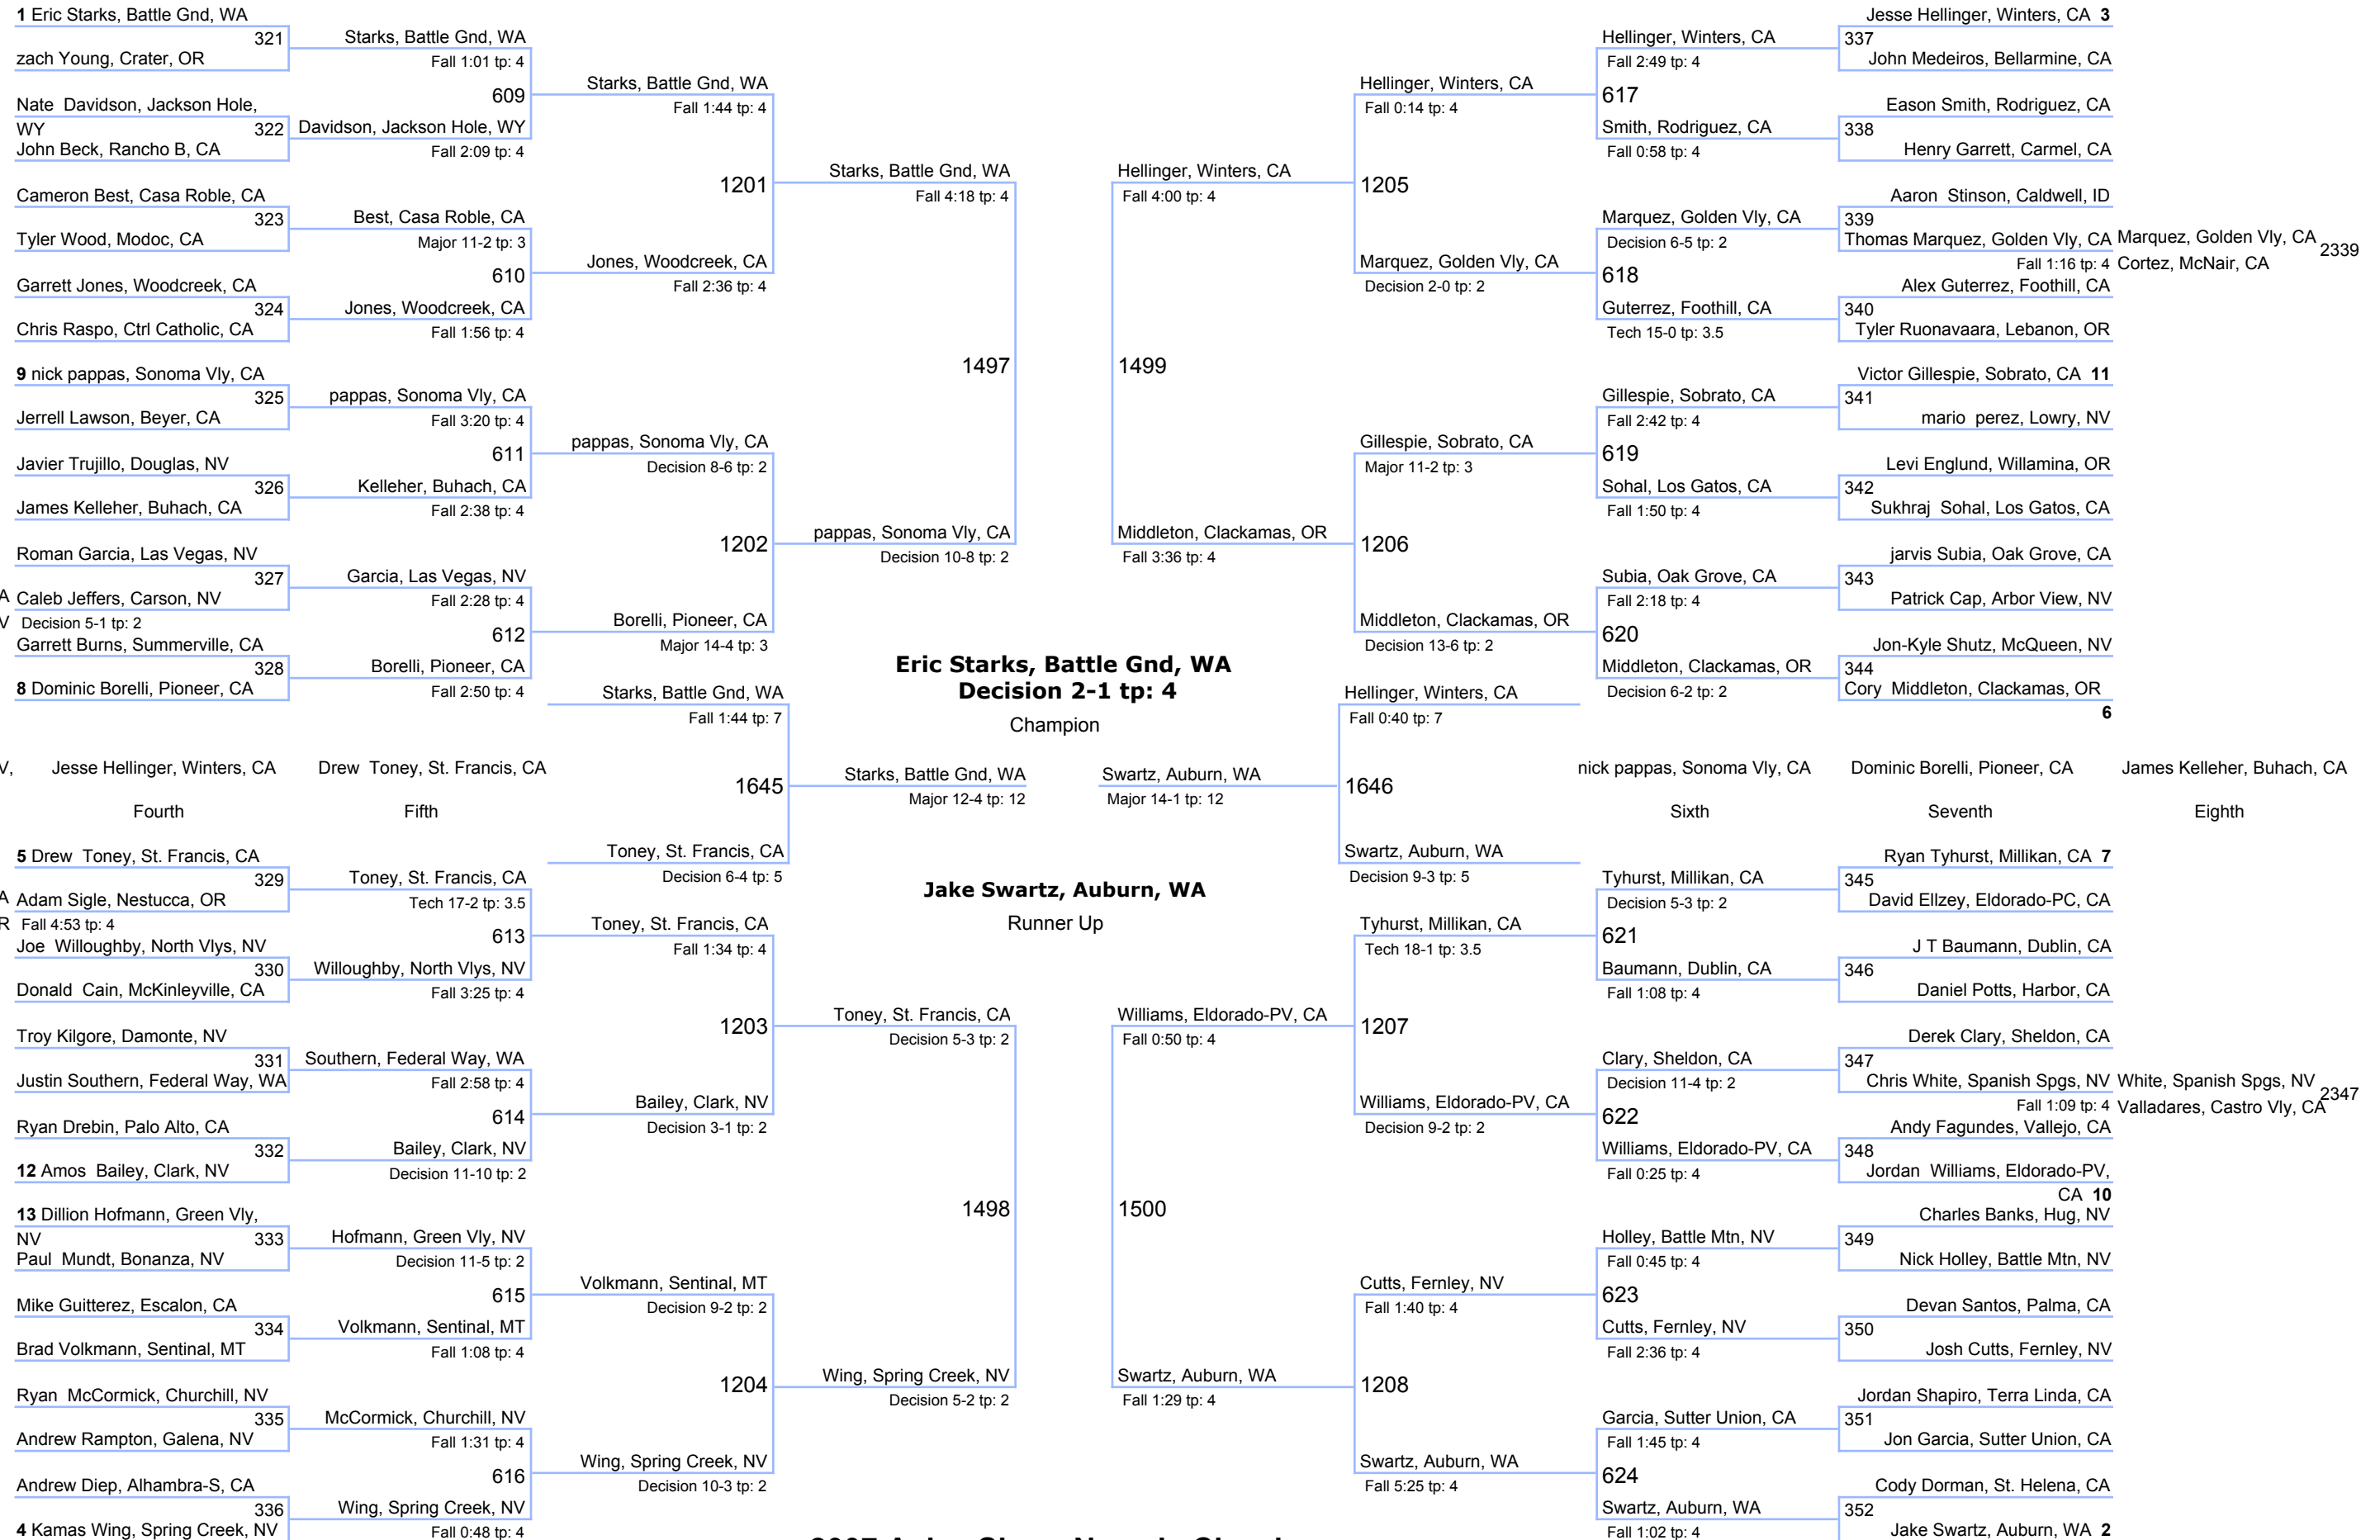 1 Eric Starks, Battle Gnd, WA
321
zach Young, Crater, OR
Nate Davidson, Jackson Hole,
WY
322
John Beck, Rancho B, CA
Cameron Best, Casa Roble, CA
323
Tyler Wood, Modoc, CA
Garrett Jones, Woodcreek, CA
324
Chris Raspo, Ctrl Catholic, CA
9 nick pappas, Sonoma Vly, CA
325
Jerrell Lawson, Beyer, CA
Javier Trujillo, Douglas, NV
326
James Kelleher, Buhach, CA
Roman Garcia, Las Vegas, NV
327
A Caleb Jeffers, Carson, NV
V Decision 5-1 tp: 2
Garrett Burns, Summerville, CA
328
8 Dominic Borelli, Pioneer, CA
Starks, Battle Gnd, WA
Fall 1:01 tp: 4
609
Davidson, Jackson Hole, WY
Fall 2:09 tp: 4
Best, Casa Roble, CA
Major 11-2 tp: 3
610
Jones, Woodcreek, CA
Fall 1:56 tp: 4
pappas, Sonoma Vly, CA
Fall 3:20 tp: 4
611
Kelleher, Buhach, CA
Fall 2:38 tp: 4
Garcia, Las Vegas, NV
Fall 2:28 tp: 4
612
Borelli, Pioneer, CA
Fall 2:50 tp: 4
Starks, Battle Gnd, WA
Fall 1:44 tp: 4
1201
Jones, Woodcreek, CA
Fall 2:36 tp: 4
pappas, Sonoma Vly, CA
Decision 8-6 tp: 2
1202
Borelli, Pioneer, CA
Major 14-4 tp: 3
Starks, Battle Gnd, WA
Fall 4:18 tp: 4
1497
pappas, Sonoma Vly, CA
Decision 10-8 tp: 2
Hellinger, Winters, CA
Fall 4:00 tp: 4
1499
Middleton, Clackamas, OR
Fall 3:36 tp: 4
Hellinger, Winters, CA
Fall 0:14 tp: 4
1205
Marquez, Golden Vly, CA
Decision 2-0 tp: 2
Gillespie, Sobrato, CA
Major 11-2 tp: 3
1206
Middleton, Clackamas, OR
Decision 13-6 tp: 2
Hellinger, Winters, CA
Fall 2:49 tp: 4
617
Smith, Rodriguez, CA
Fall 0:58 tp: 4
Marquez, Golden Vly, CA
Decision 6-5 tp: 2
618
Guterrez, Foothill, CA
Tech 15-0 tp: 3.5
Gillespie, Sobrato, CA
Fall 2:42 tp: 4
619
Sohal, Los Gatos, CA
Fall 1:50 tp: 4
Subia, Oak Grove, CA
Fall 2:18 tp: 4
620
Middleton, Clackamas, OR
Decision 6-2 tp: 2
Jesse Hellinger, Winters, CA 3
337
John Medeiros, Bellarmine, CA
Eason Smith, Rodriguez, CA
338
Henry Garrett, Carmel, CA
Aaron Stinson, Caldwell, ID
339
Thomas Marquez, Golden Vly, CA
Marquez, Golden Vly, CA
2339
Fall 1:16 tp: 4
Cortez, McNair, CA
Alex Guterrez, Foothill, CA
340
Tyler Ruonavaara, Lebanon, OR
Victor Gillespie, Sobrato, CA 11
341
mario perez, Lowry, NV
Levi Englund, Willamina, OR
342
Sukhraj Sohal, Los Gatos, CA
jarvis Subia, Oak Grove, CA
343
Patrick Cap, Arbor View, NV
Jon-Kyle Shutz, McQueen, NV
344
Cory Middleton, Clackamas, OR
6
Eric Starks, Battle Gnd, WA
Decision 2-1 tp: 4
Champion
Starks, Battle Gnd, WA
Fall 1:44 tp: 7
1645
Toney, St. Francis, CA
Decision 6-4 tp: 5
Starks, Battle Gnd, WA
Major 12-4 tp: 12
Swartz, Auburn, WA
Major 14-1 tp: 12
Hellinger, Winters, CA
Fall 0:40 tp: 7
1646
Swartz, Auburn, WA
Decision 9-3 tp: 5
Jake Swartz, Auburn, WA
Runner Up
V,
Jesse Hellinger, Winters, CA
Fourth
Drew Toney, St. Francis, CA
Fifth
nick pappas, Sonoma Vly, CA
Sixth
Dominic Borelli, Pioneer, CA
Seventh
James Kelleher, Buhach, CA
Eighth
5 Drew Toney, St. Francis, CA
329
A Adam Sigle, Nestucca, OR
R Fall 4:53 tp: 4
Joe Willoughby, North Vlys, NV
330
Donald Cain, McKinleyville, CA
Troy Kilgore, Damonte, NV
331
Justin Southern, Federal Way, WA
Ryan Drebin, Palo Alto, CA
332
12 Amos Bailey, Clark, NV
13 Dillion Hofmann, Green Vly,
NV
333
Paul Mundt, Bonanza, NV
Mike Guitterez, Escalon, CA
334
Brad Volkmann, Sentinal, MT
Ryan McCormick, Churchill, NV
335
Andrew Rampton, Galena, NV
Andrew Diep, Alhambra-S, CA
336
4 Kamas Wing, Spring Creek, NV
Toney, St. Francis, CA
Tech 17-2 tp: 3.5
613
Willoughby, North Vlys, NV
Fall 3:25 tp: 4
Southern, Federal Way, WA
Fall 2:58 tp: 4
614
Bailey, Clark, NV
Decision 11-10 tp: 2
Hofmann, Green Vly, NV
Decision 11-5 tp: 2
615
Volkmann, Sentinal, MT
Fall 1:08 tp: 4
McCormick, Churchill, NV
Fall 1:31 tp: 4
616
Wing, Spring Creek, NV
Fall 0:48 tp: 4
Toney, St. Francis, CA
Fall 1:34 tp: 4
1203
Bailey, Clark, NV
Decision 3-1 tp: 2
Volkmann, Sentinal, MT
Decision 9-2 tp: 2
1204
Wing, Spring Creek, NV
Decision 10-3 tp: 2
Toney, St. Francis, CA
Decision 5-3 tp: 2
1498
Wing, Spring Creek, NV
Decision 5-2 tp: 2
Williams, Eldorado-PV, CA
Fall 0:50 tp: 4
1500
Swartz, Auburn, WA
Fall 1:29 tp: 4
Tyhurst, Millikan, CA
Tech 18-1 tp: 3.5
1207
Williams, Eldorado-PV, CA
Decision 9-2 tp: 2
Cutts, Fernley, NV
Fall 1:40 tp: 4
1208
Swartz, Auburn, WA
Fall 5:25 tp: 4
Tyhurst, Millikan, CA
Decision 5-3 tp: 2
621
Baumann, Dublin, CA
Fall 1:08 tp: 4
Clary, Sheldon, CA
Decision 11-4 tp: 2
622
Williams, Eldorado-PV, CA
Fall 0:25 tp: 4
Holley, Battle Mtn, NV
Fall 0:45 tp: 4
623
Cutts, Fernley, NV
Fall 2:36 tp: 4
Garcia, Sutter Union, CA
Fall 1:45 tp: 4
624
Swartz, Auburn, WA
Fall 1:02 tp: 4
Ryan Tyhurst, Millikan, CA 7
345
David Ellzey, Eldorado-PC, CA
J T Baumann, Dublin, CA
346
Daniel Potts, Harbor, CA
Derek Clary, Sheldon, CA
347
Chris White, Spanish Spgs, NV
White, Spanish Spgs, NV
2347
Fall 1:09 tp: 4
Valladares, Castro Vly, CA
Andy Fagundes, Vallejo, CA
348
Jordan Williams, Eldorado-PV,
CA 10
Charles Banks, Hug, NV
349
Nick Holley, Battle Mtn, NV
Devan Santos, Palma, CA
350
Josh Cutts, Fernley, NV
Jordan Shapiro, Terra Linda, CA
351
Jon Garcia, Sutter Union, CA
Cody Dorman, St. Helena, CA
352
Jake Swartz, Auburn, WA 2